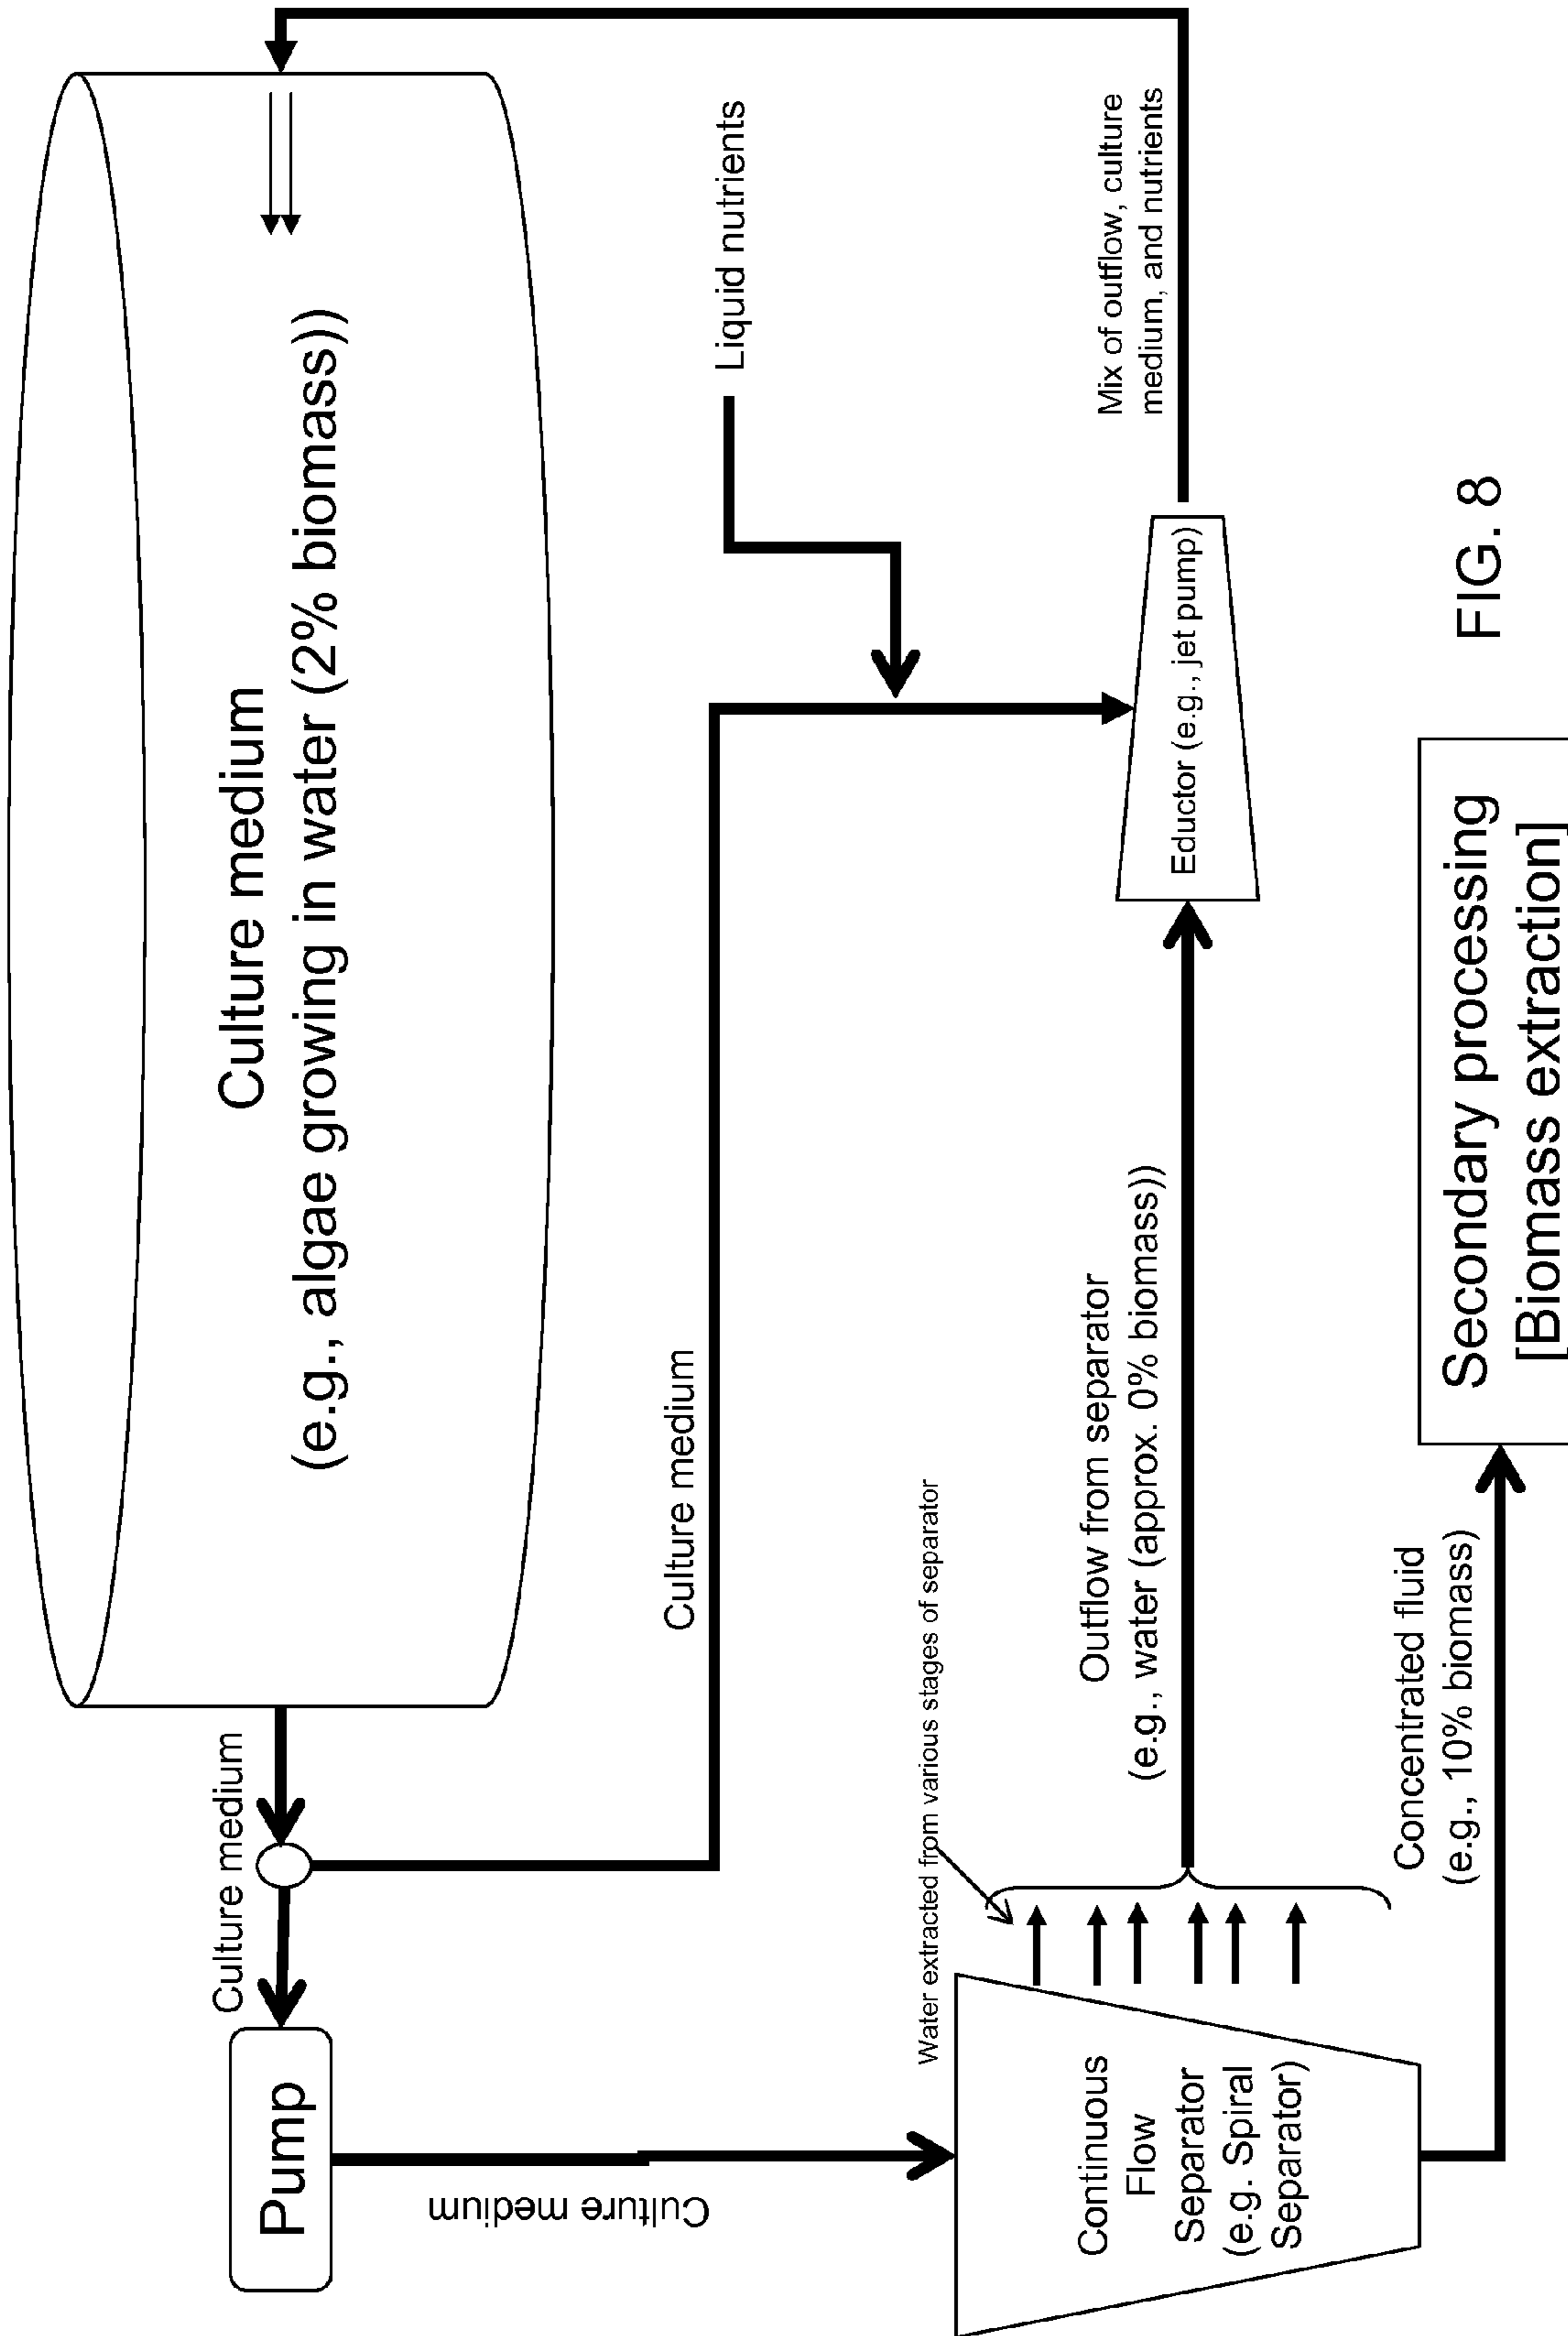 Culture medium
(e.g., algae growing in water (2% biomass))
Culture medium
Pump
Culture medium
Culture medium
Liquid nutrients
Water extracted from various stages of separator
Continuous
Flow
Separator
(e.g. Spiral
Separator)
Outflow from separator
(e.g., water (approx. 0% biomass))
Eductor (e.g., jet pump)
Mix of outflow, culture
medium, and nutrients
Concentrated fluid
(e.g., 10% biomass)
Secondary processing
[Biomass extraction]
FIG. 8